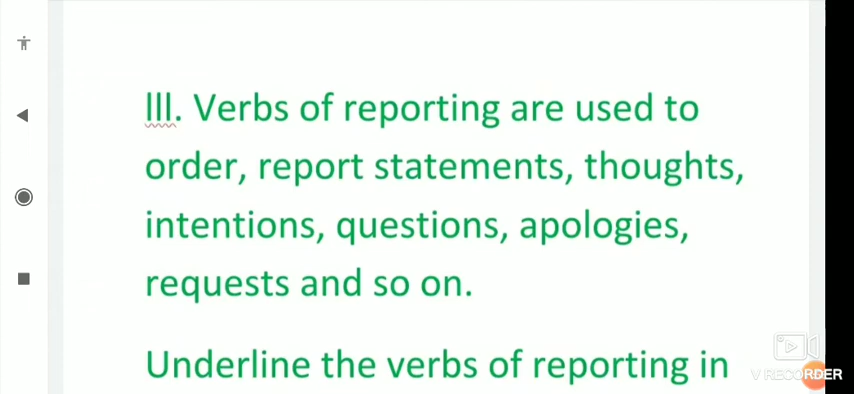 III. Verbs of reporting are used to
order, report statements, thoughts,
intentions, questions, apologies,
requests and so on.
Underline the verbs of reporting in
V RECORDER